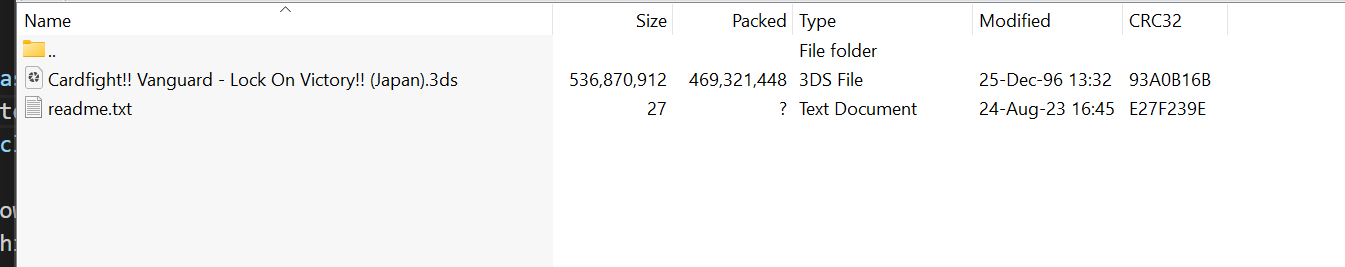 Name Size Packed Type Modified CRC32
.. File folder
Cardfight!! Vanguard - Lock On Victory!! (Japan).3ds 536,870,912 469,321,448 3DS File 25-Dec-96 13:32 93A0B16B
readme.txt 27 ? Text Document 24-Aug-23 16:45 E27F239E